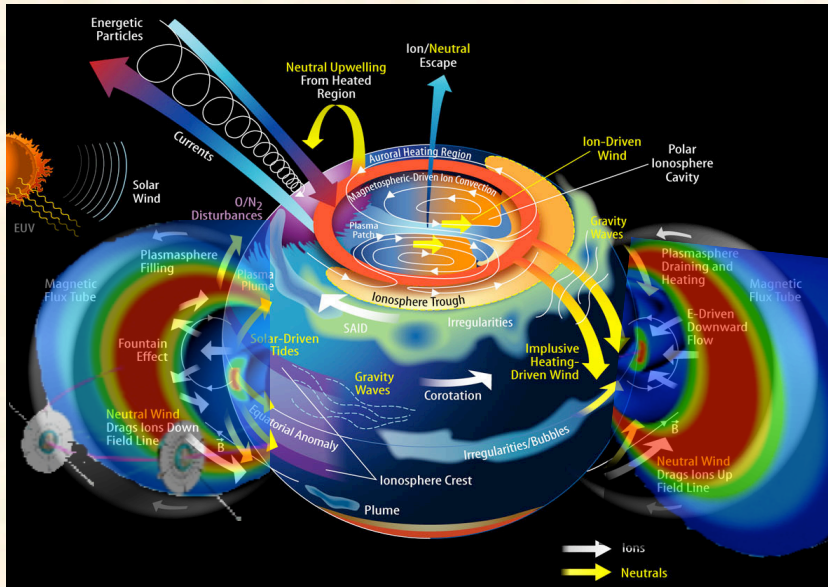 Energetic
Particles
Currents
Solar
Wind
EUV
Neutral Upwelling
From Heated
Region
Ion/Neutral
Escape
Auroral Heating Region
Magnetospheric-Driven Ion Convection
Ion-Driven
Wind
Polar
Ionosphere
Cavity
O/N2
Disturbances
Plasma Patch
Gravity
Waves
Plasmasphere
Filling
Magnetic
Flux Tube
Plasma
Plume
Ionosphere Trough
SAID
Irregularities
Plasmasphere
Draining and
Heating
Magnetic
Flux Tube
Fountain
Effect
Solar-Driven
Tides
Gravity
Waves
Corotation
Implusive
Heating-
Driven Wind
E-Driven
Downward
Flow
Neutral Wind
Drags Ions Down
Field Line
B
Equatorial Anomaly
Irregularities/Bubbles
Ionosphere Crest
Plume
B
Neutral Wind
Drags Ions Up
Field Line
Ions
Neutrals